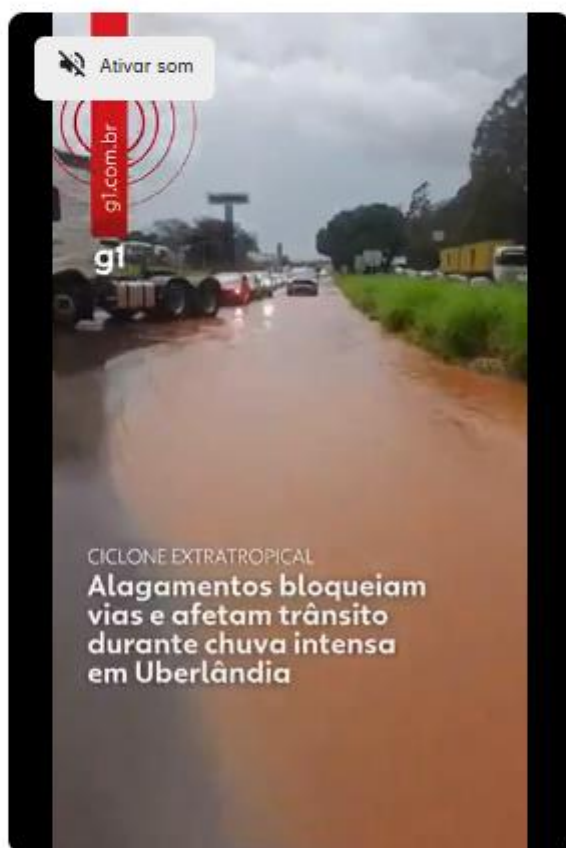 Ativar som
g1.com.br
g1
CICLONE EXTRATROPICAL
Alagamentos bloqueiam
vias e afetam trânsito
durante chuva intensa
em Uberlândia